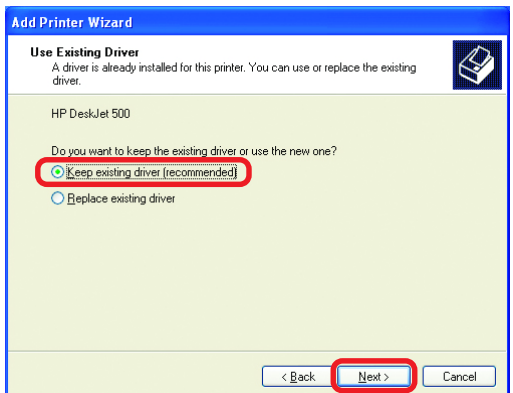 Add Printer Wizard
Use Existing Driver
A driver is already installed for this printer. You can use or replace the existing
driver.
HP DeskJet 500
Do you want to keep the existing driver or use the new one?
Keep existing driver (recommended)
Replace existing driver
< Back Next > Cancel